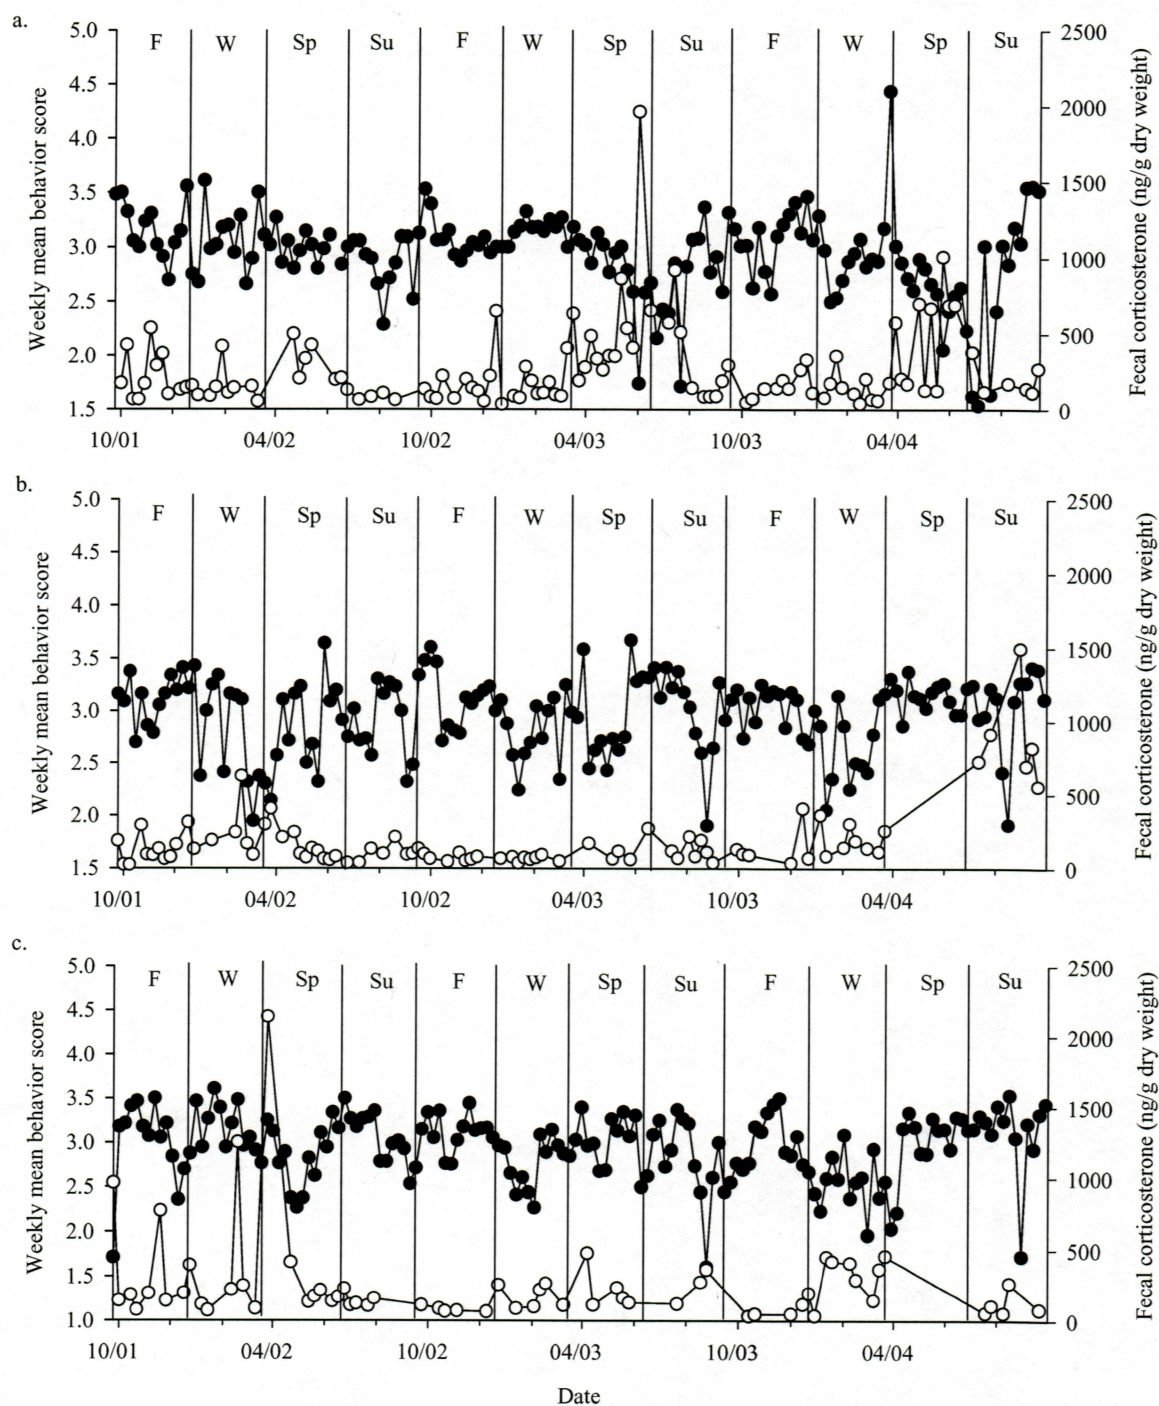 a.
F W Sp Su F W Sp Su F W Sp Su
5.0 2500
4.5
4.0 2000
3.5 1500
3.0 1000
2.5
2.0 500
1.5 0
Weekly mean behavior score
Fecal corticosterone (ng/g dry weight)
10/01 04/02 10/02 04/03 10/03 04/04
b.
F W Sp Su F W Sp Su F W Sp Su
5.0 2500
4.5
4.0 2000
3.5 1500
3.0 1000
2.5
2.0 500
1.5 0
Weekly mean behavior score
Fecal corticosterone (ng/g dry weight)
10/01 04/02 10/02 04/03 10/03 04/04
c.
F W Sp Su F W Sp Su F W Sp Su
5.0 2500
4.5
4.0 2000
3.5 1500
3.0
2.5 1000
2.0
1.5 500
1.0 0
Weekly mean behavior score
Fecal corticosterone (ng/g dry weight)
10/01 04/02 10/02 04/03 10/03 04/04
Date